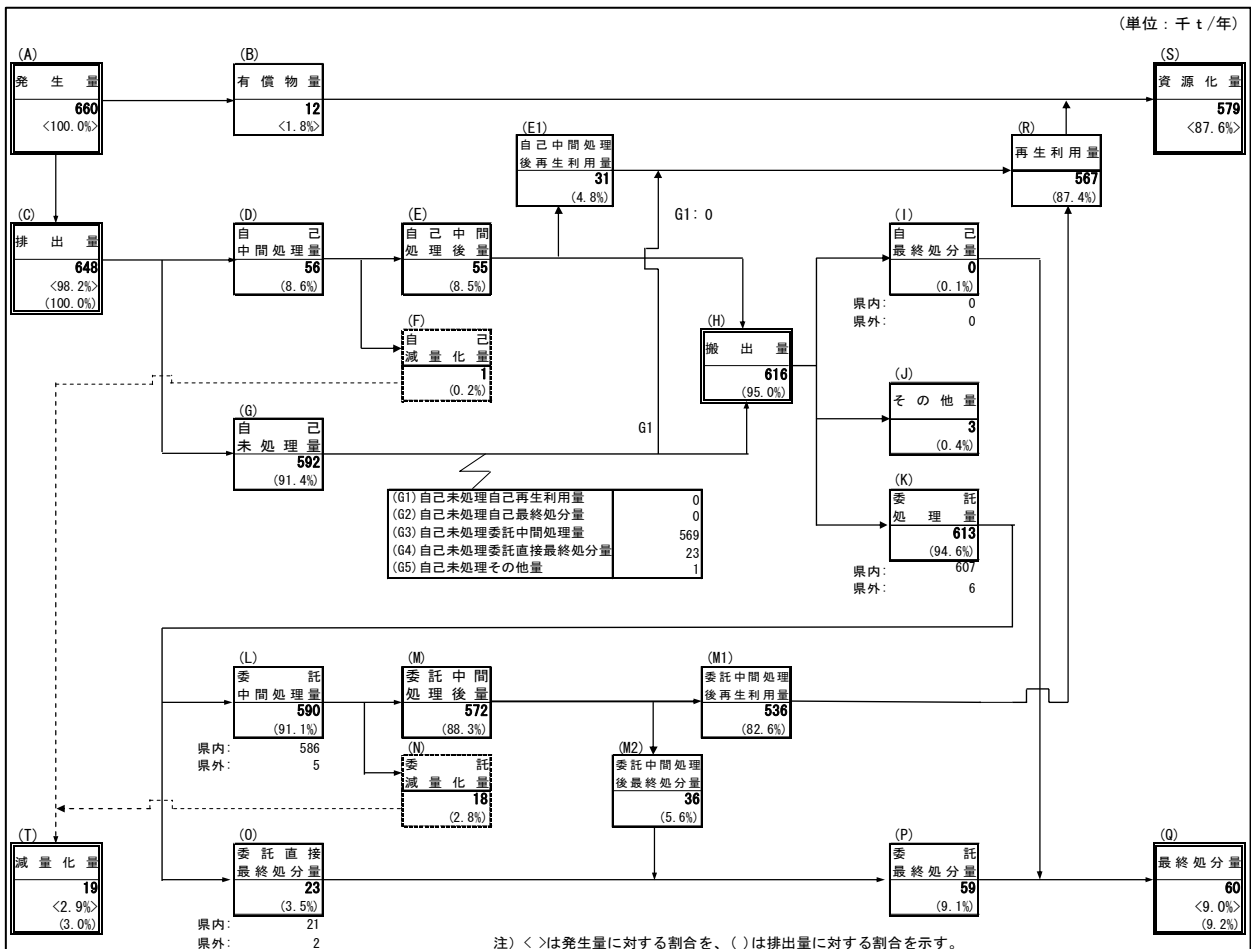 (単位：千ｔ/年)
(A)
発生量
660
<100.0%>
(B)
有償物量
12
<1.8%>
(S)
資源化量
579
<87.6%>
(E1)
自己中間処理
後再生利用量
31
(4.8%)
(R)
再生利用量
567
(87.4%)
G1：0
(C)
排出量
648
<98.2%>
(100.0%)
(D)
自己
中間処理量
56
(8.6%)
(E)
自己中間
処理後量
55
(8.5%)
(I)
自己
最終処分量
0
(0.1%)
県内： 0
県外： 0
(F)
自己
減量化量
1
(0.2%)
(H)
搬出量
616
(95.0%)
(J)
その他量
3
(0.4%)
(G)
自己
未処理量
592
(91.4%)
G1
(G1)自己未処理自己再生利用量 0
(G2)自己未処理自己最終処分量 0
(G3)自己未処理委託中間処理量 569
(G4)自己未処理委託直接最終処分量 23
(G5)自己未処理その他量 1
(K)
委託
処理量
613
(94.6%)
県内： 607
県外： 6
(L)
委託
中間処理量
590
(91.1%)
県内： 586
県外： 5
(M)
委託中間
処理後量
572
(88.3%)
(M1)
委託中間処理
後再生利用量
536
(82.6%)
(N)
委託
減量化量
18
(2.8%)
(M2)
委託中間処理
後最終処分量
36
(5.6%)
(T)
減量化量
19
<2.9%>
(3.0%)
(O)
委託直接
最終処分量
23
(3.5%)
県内： 21
県外： 2
(P)
委託
最終処分量
59
(9.1%)
(Q)
最終処分量
60
<9.0%>
(9.2%)
注）< >は発生量に対する割合を、( )は排出量に対する割合を示す。